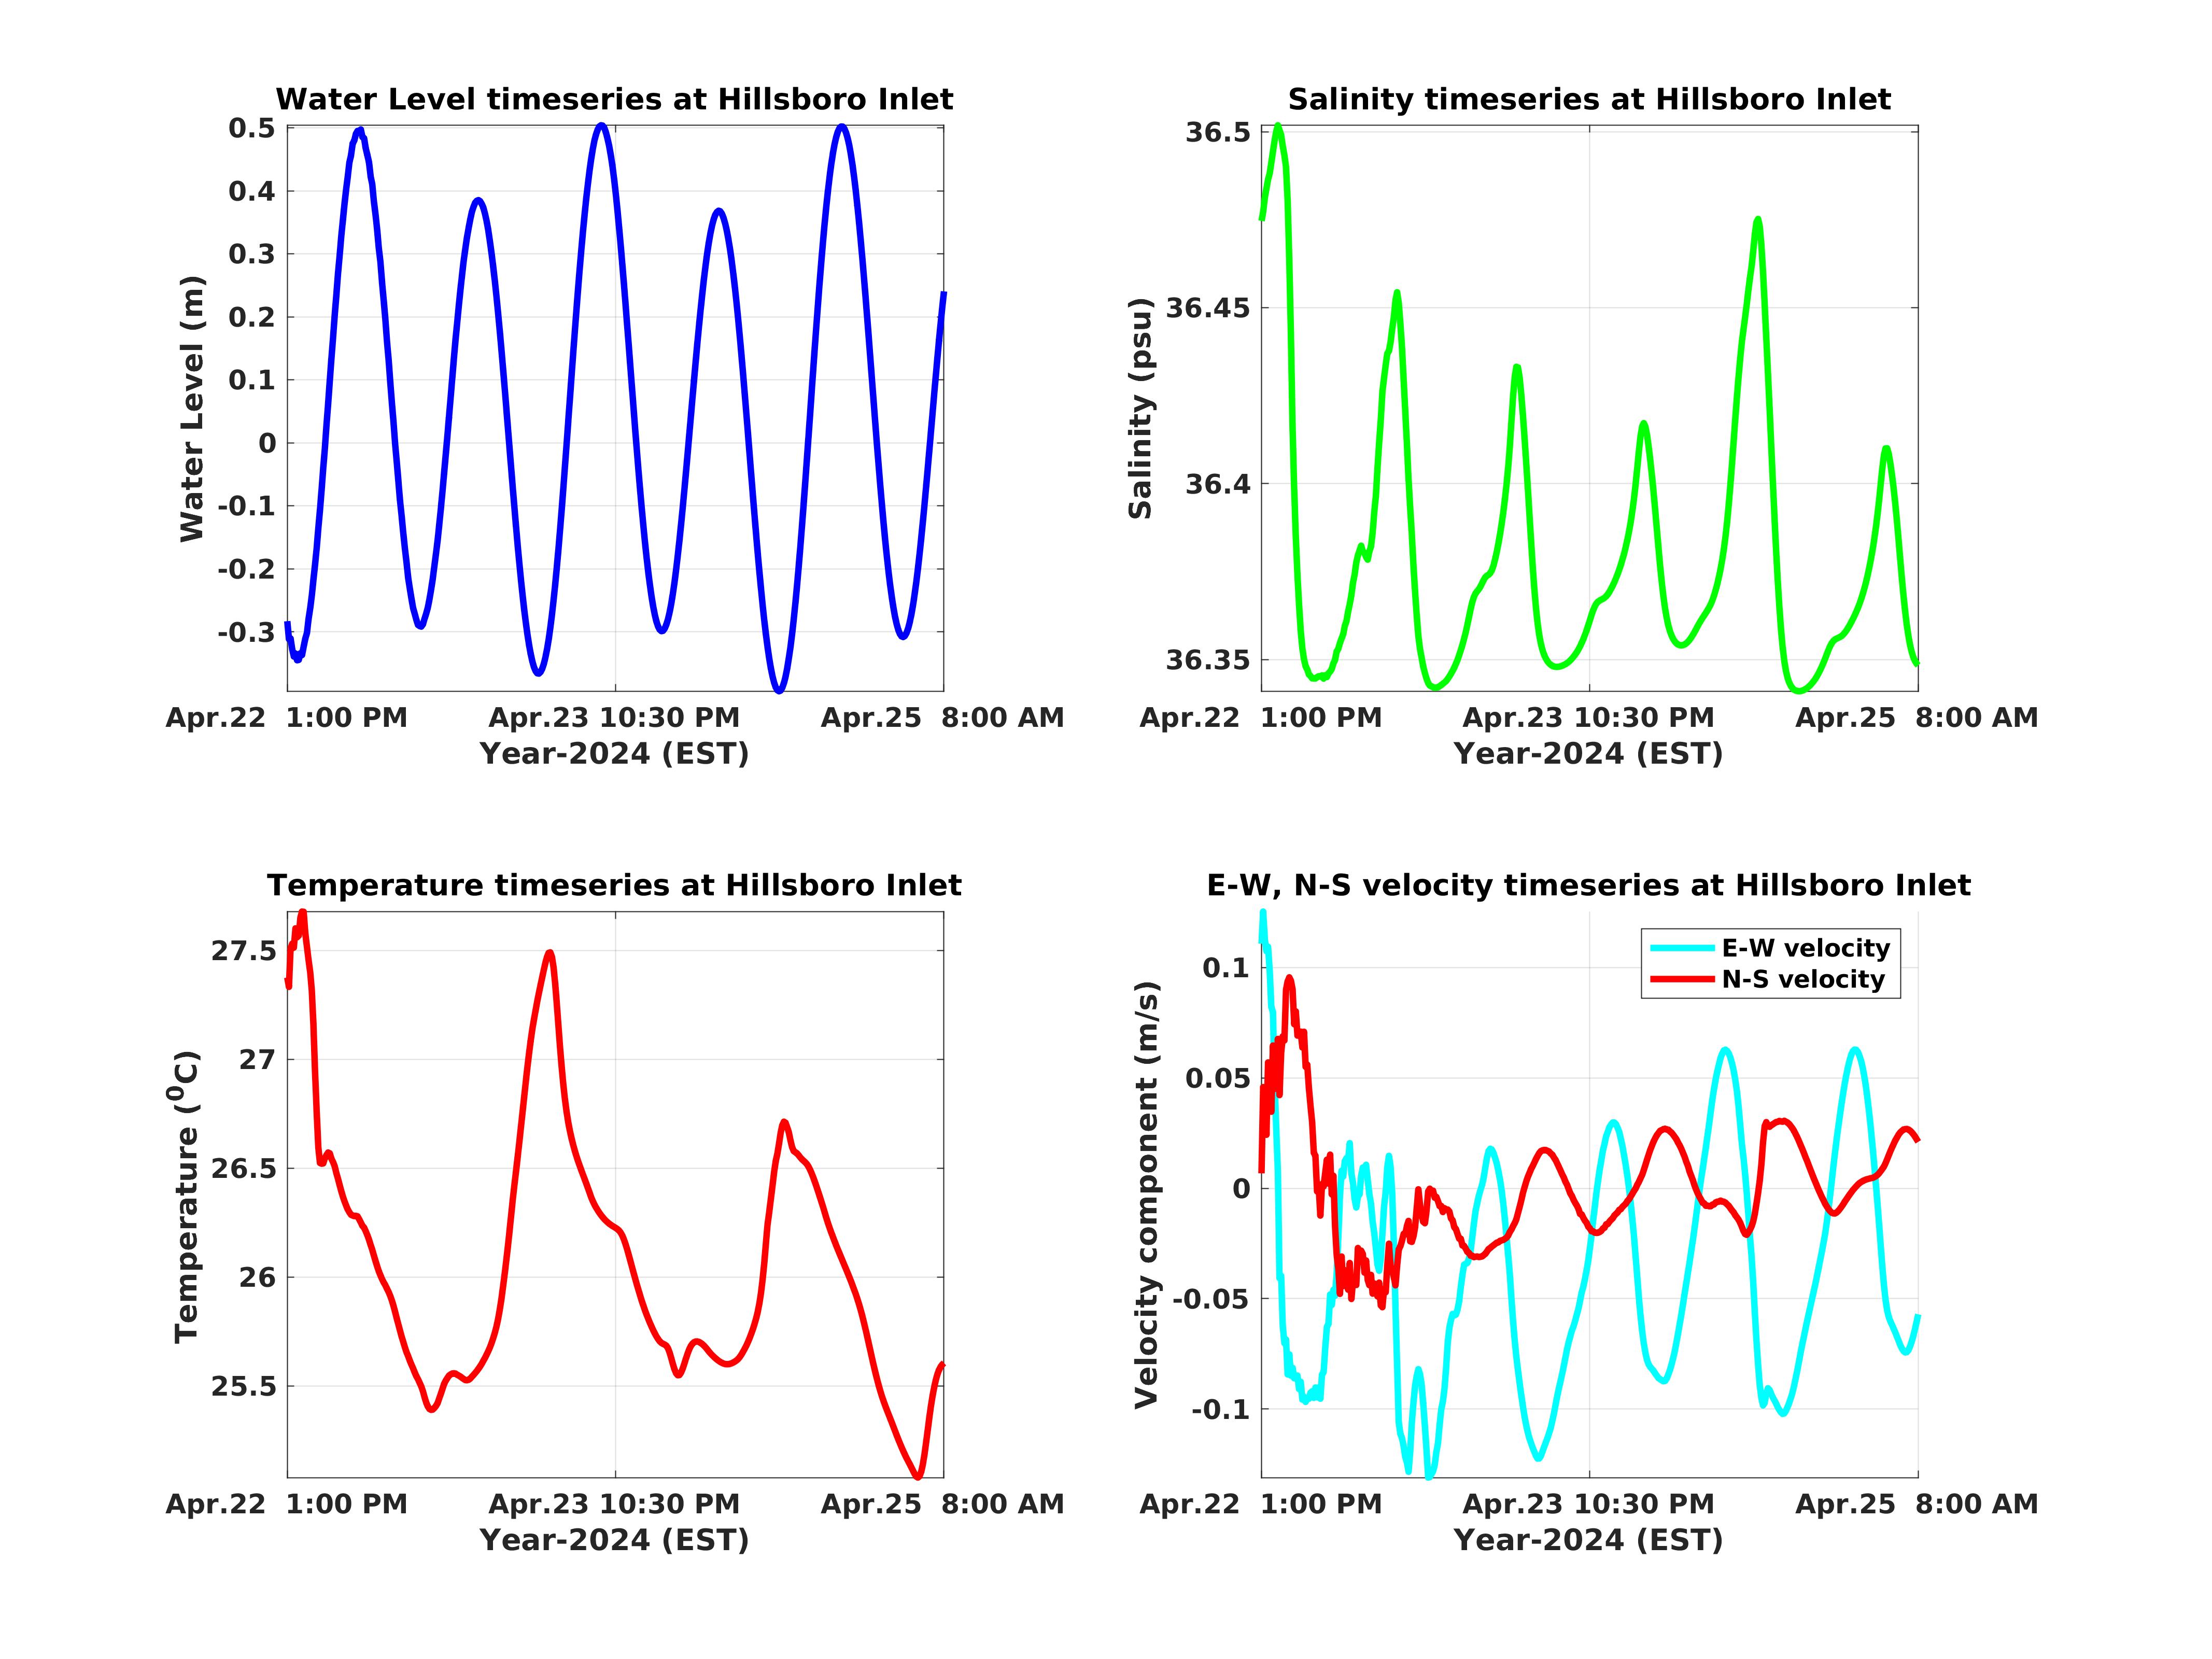 Water Level timeseries at Hillsboro Inlet
0.5
0.4
0.3
0.2
0.1
0
-0.1
-0.2
-0.3
Water Level (m)
Apr.22 1:00 PM
Apr.23 10:30 PM
Apr.25 8:00 AM
Year-2024 (EST)
Salinity timeseries at Hillsboro Inlet
36.5
36.45
36.4
36.35
Salinity (psu)
Apr.22 1:00 PM
Apr.23 10:30 PM
Apr.25 8:00 AM
Year-2024 (EST)
Temperature timeseries at Hillsboro Inlet
27.5
27
26.5
26
25.5
Temperature (⁰C)
Apr.22 1:00 PM
Apr.23 10:30 PM
Apr.25 8:00 AM
Year-2024 (EST)
E-W, N-S velocity timeseries at Hillsboro Inlet
E-W velocity
N-S velocity
0.1
0.05
0
-0.05
-0.1
Velocity component (m/s)
Apr.22 1:00 PM
Apr.23 10:30 PM
Apr.25 8:00 AM
Year-2024 (EST)